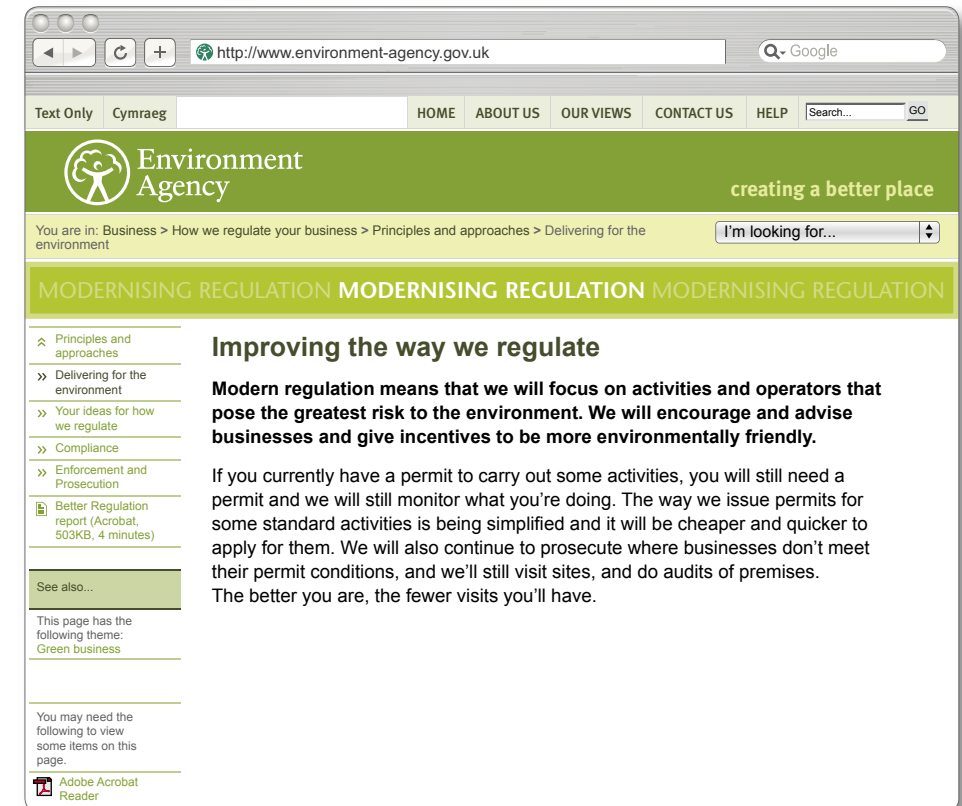 http://www.environment-agency.gov.uk
Google
Text Only
Cymraeg
HOME
ABOUT US
OUR VIEWS
CONTACT US
HELP
Search...
GO
Environment
Agency
creating a better place
You are in: Business > How we regulate your business > Principles and approaches > Delivering for the
environment
I'm looking for...
MODERNISING REGULATION MODERNISING REGULATION MODERNISING REGULATION
Principles and
approaches
Delivering for the
environment
Your ideas for how
we regulate
Compliance
Enforcement and
Prosecution
Better Regulation
report (Acrobat,
503KB, 4 minutes)
See also...
This page has the
following theme:
Green business
You may need the
following to view
some items on this
page.
Adobe Acrobat
Reader
Improving the way we regulate
Modern regulation means that we will focus on activities and operators that
pose the greatest risk to the environment. We will encourage and advise
businesses and give incentives to be more environmentally friendly.
If you currently have a permit to carry out some activities, you will still need a
permit and we will still monitor what you're doing. The way we issue permits for
some standard activities is being simplified and it will be cheaper and quicker to
apply for them. We will also continue to prosecute where businesses don't meet
their permit conditions, and we'll still visit sites, and do audits of premises.
The better you are, the fewer visits you'll have.